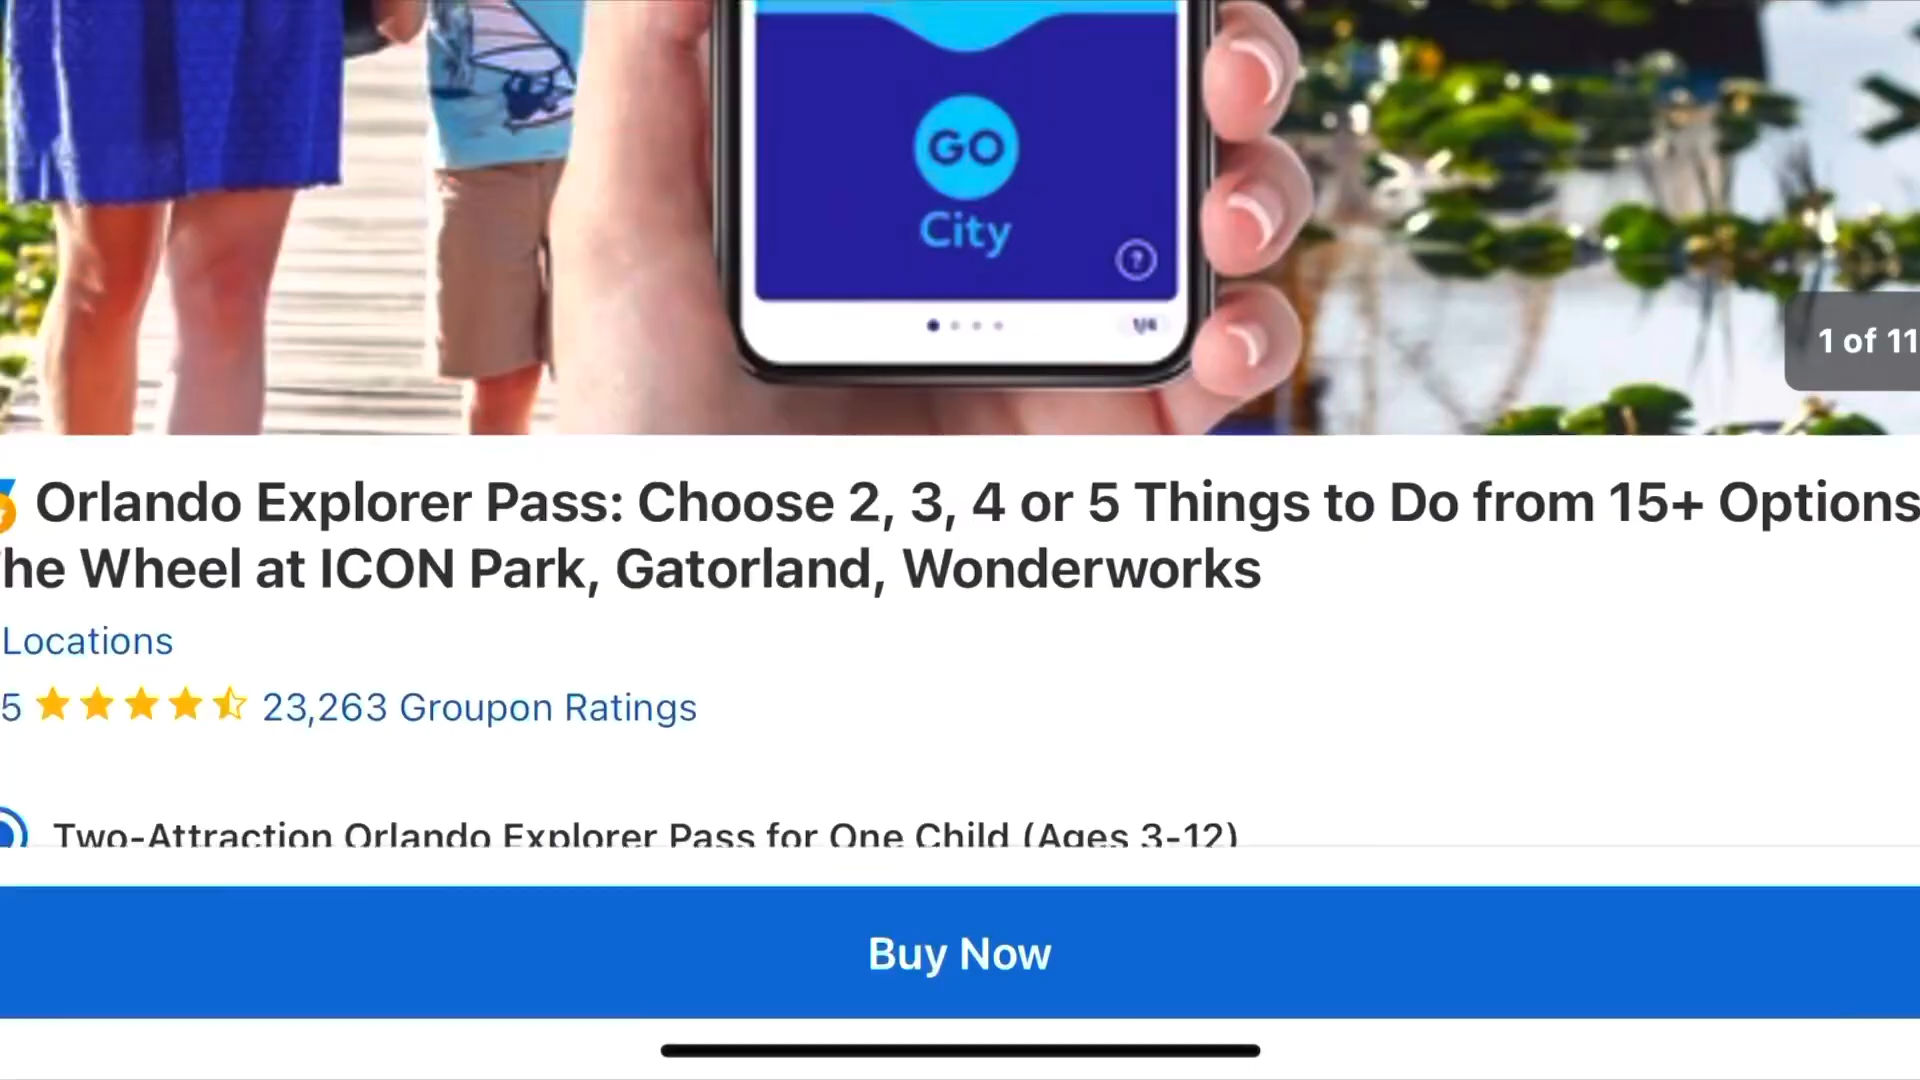 GO
City
?
1/4
1 of 11
Orlando Explorer Pass: Choose 2, 3, 4 or 5 Things to Do from 15+ Options
he Wheel at ICON Park, Gatorland, Wonderworks
Locations
5 23,263 Groupon Ratings
Two-Attraction Orlando Explorer Pass for One Child (Ages 3-12)
Buy Now